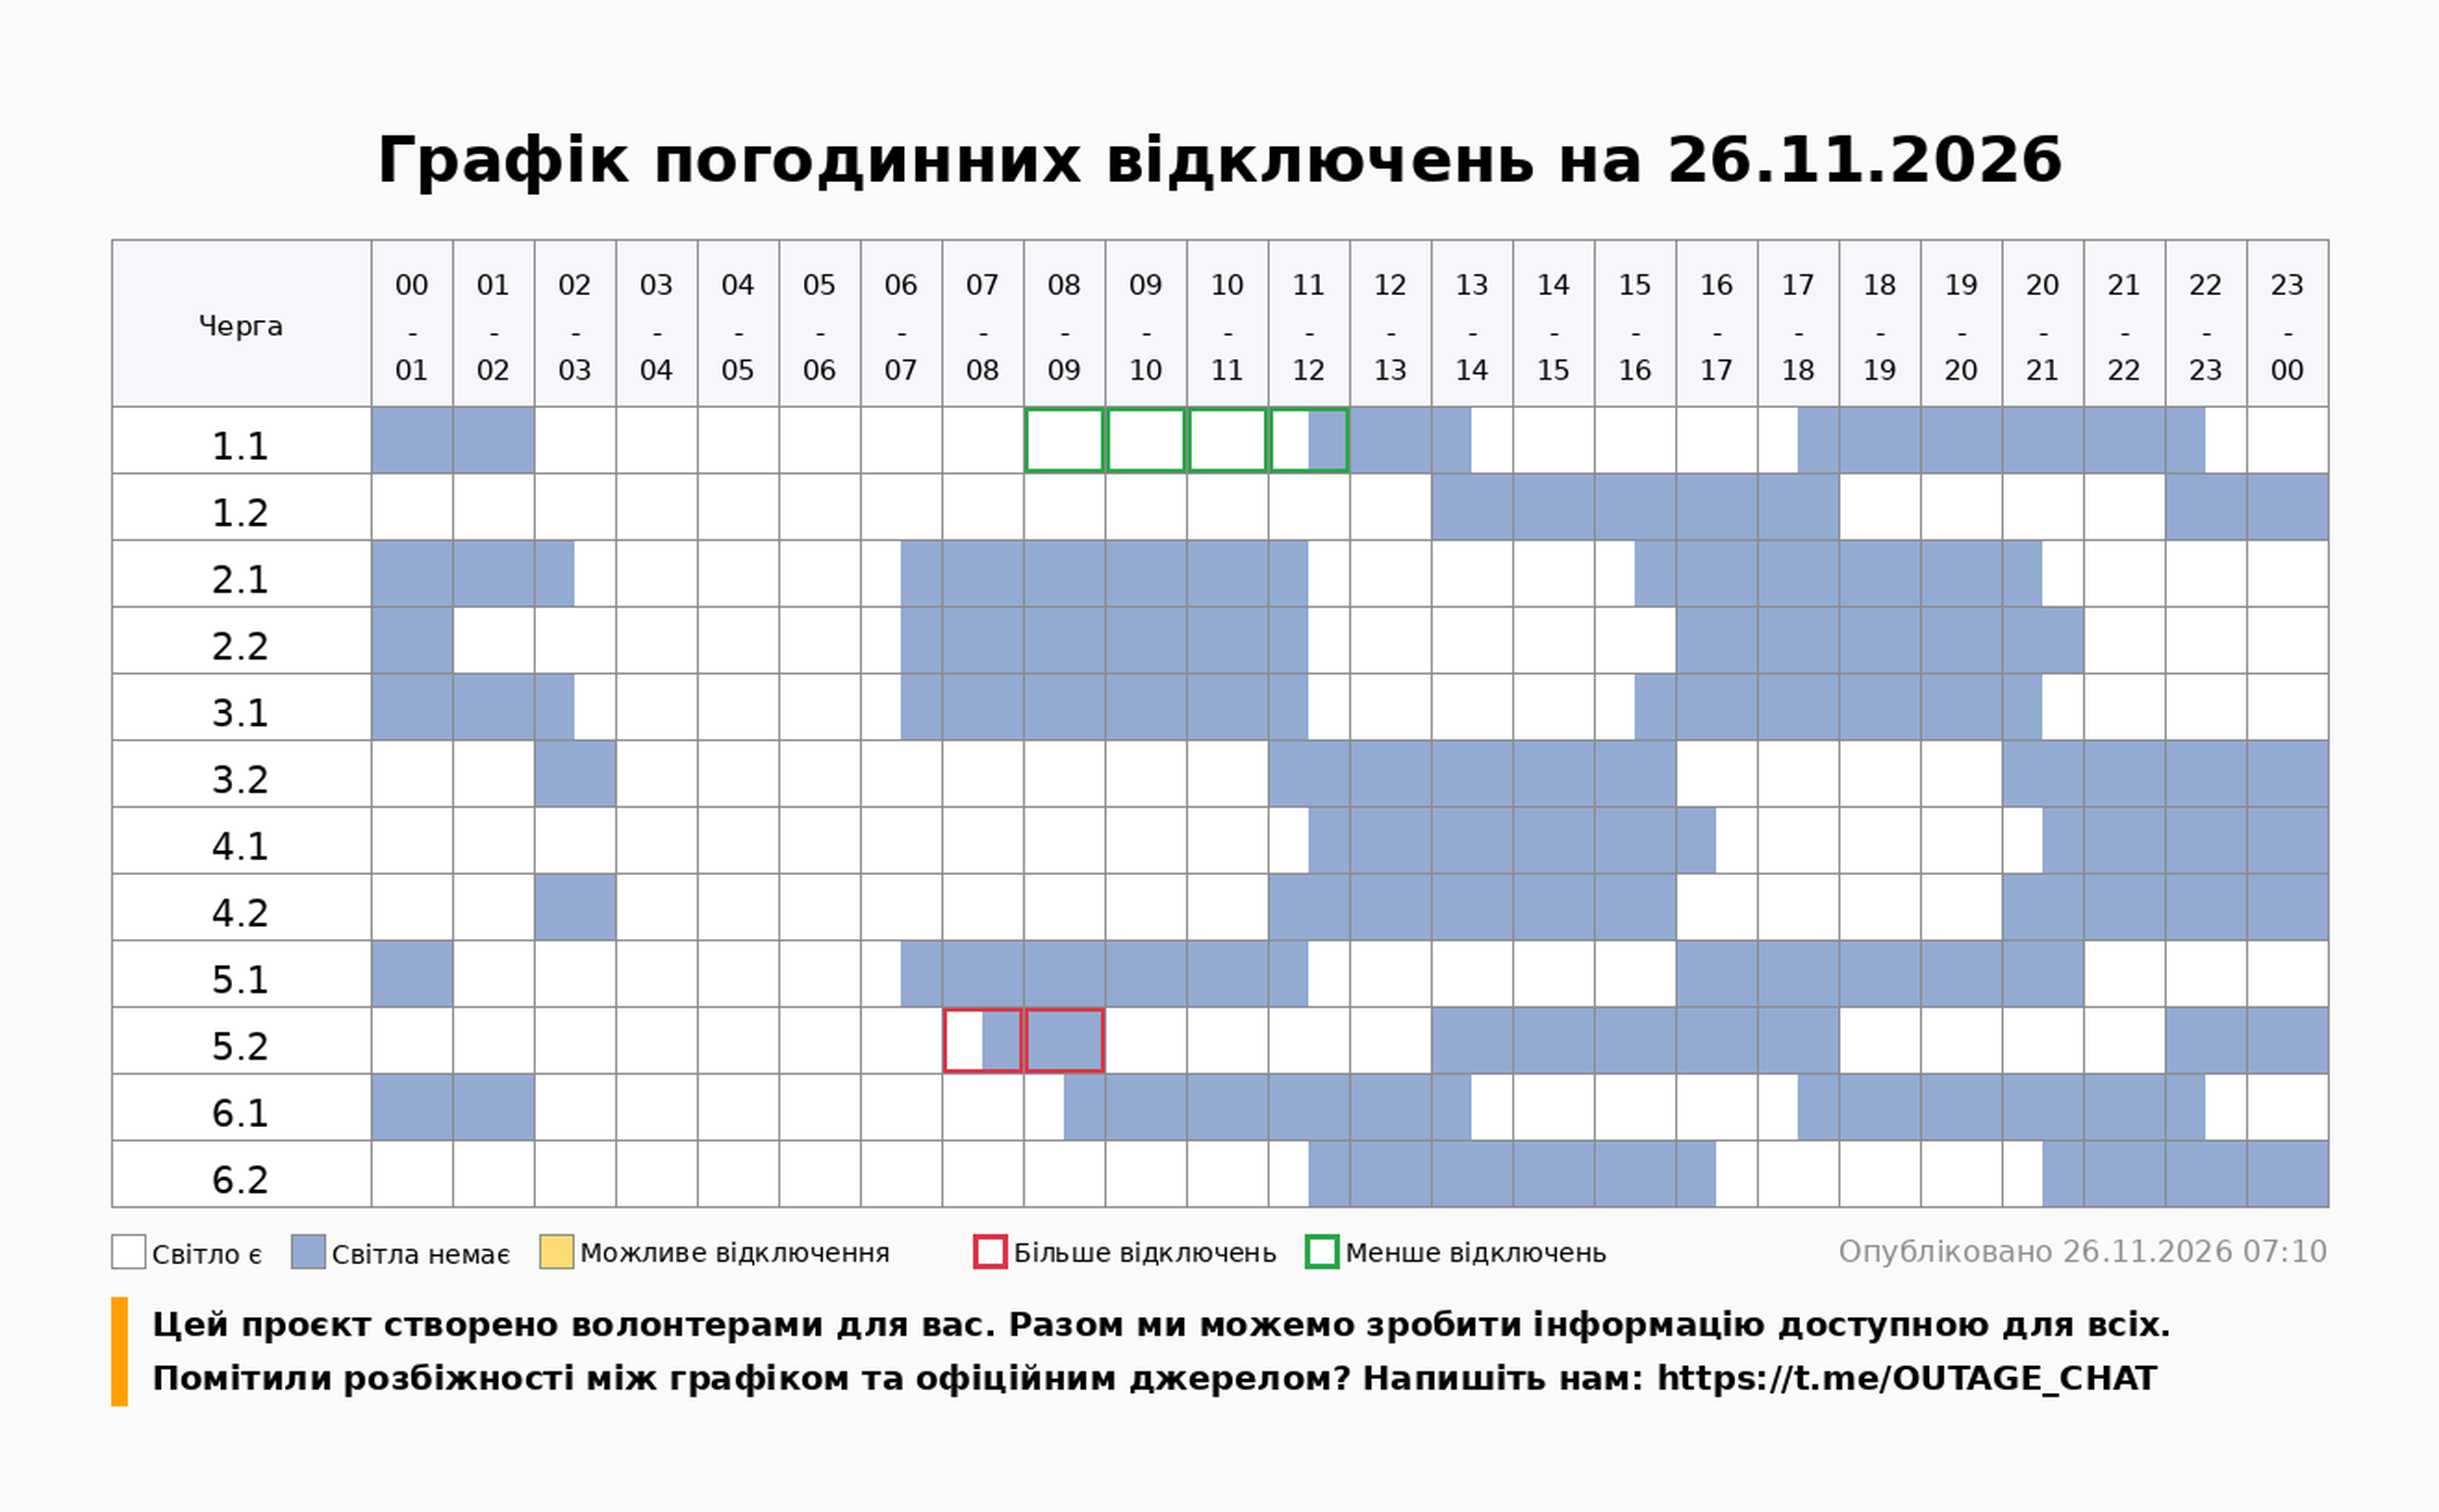 Графік погодинних відключень на 26.11.2026
Черга 00 - 01 01 - 02 02 - 03 03 - 04 04 - 05 05 - 06 06 - 07 07 - 08 08 - 09 09 - 10 10 - 11 11 - 12 12 - 13 13 - 14 14 - 15 15 - 16 16 - 17 17 - 18 18 - 19 19 - 20 20 - 21 21 - 22 22 - 23 23 - 00
1.1
1.2
2.1
2.2
3.1
3.2
4.1
4.2
5.1
5.2
6.1
6.2
Світло є Світла немає Можливе відключення Більше відключень Менше відключень Опубліковано 26.11.2026 07:10
Цей проєкт створено волонтерами для вас. Разом ми можемо зробити інформацію доступною для всіх.
Помітили розбіжності між графіком та офіційним джерелом? Напишіть нам: https://t.me/OUTAGE_CHAT